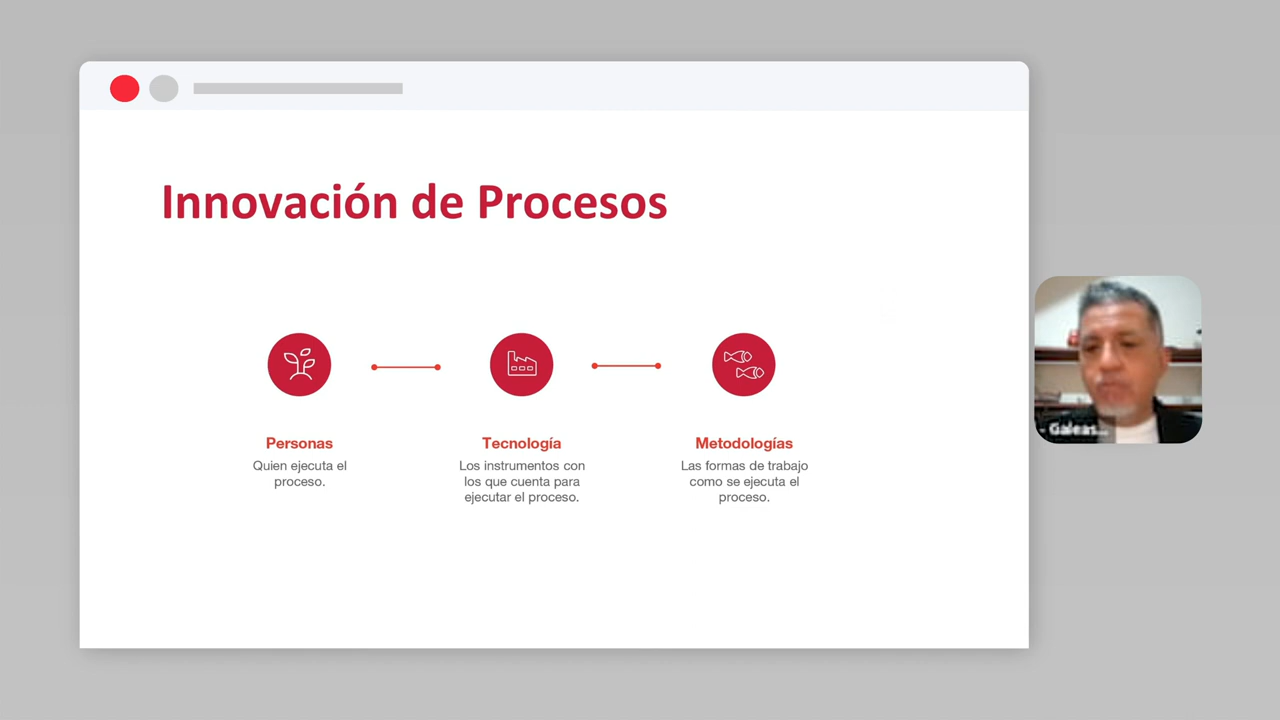 Innovación de Procesos
Personas
Quien ejecuta el
proceso.
Tecnología
Los instrumentos con
los que cuenta para
ejecutar el proceso.
Metodologías
Las formas de trabajo
como se ejecuta el
proceso.
- Galeas...